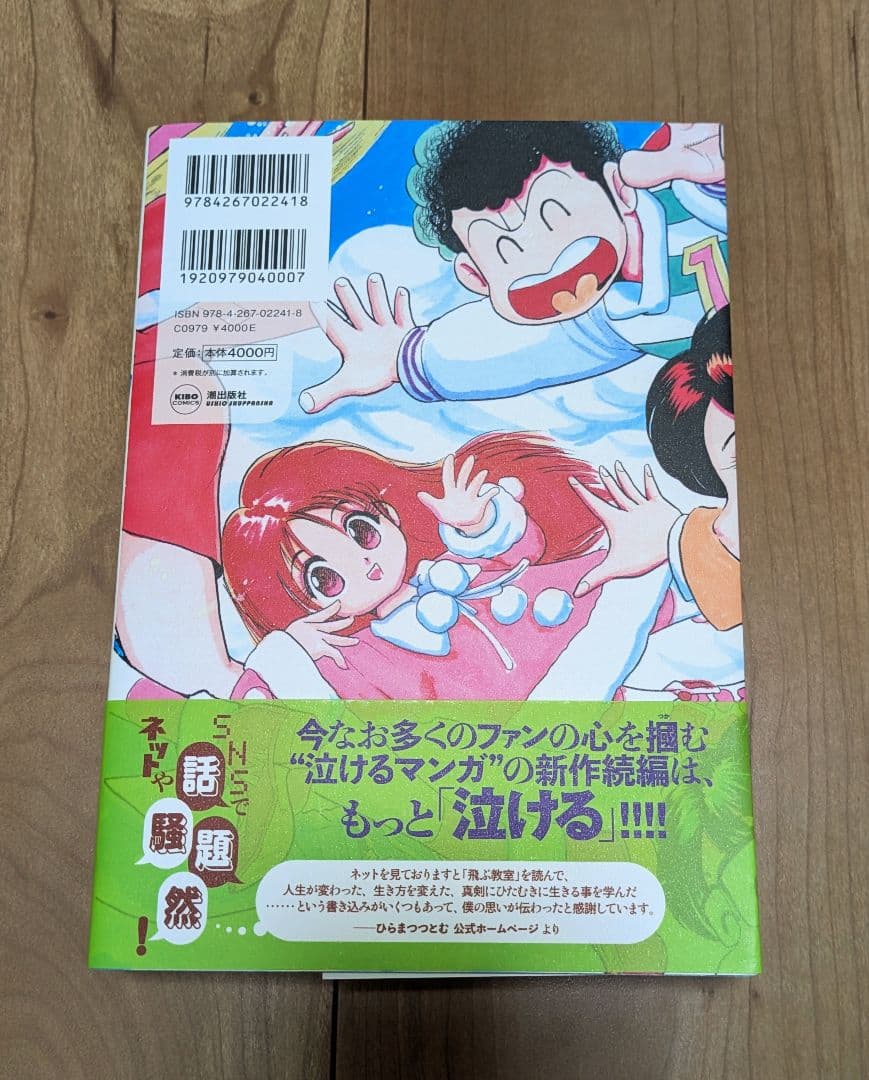 9784267022418
1920979040007
ISBN 978-4-267-02241-8
C0979 ¥4000E
定価：本体4000円
＊消費税が別に加算されます。
KIBO
COMICS
潮出版社
USHIO SHUPPANSHA
1
ネットや
SNSで
話題
騒然！
今なお多くのファンの心を掴む
つか
“泣けるマンガ”の新作続編は、
もっと「泣ける」!!!!
ネットを見ておりますと「飛ぶ教室」を読んで、
人生が変わった、生き方を変えた、真剣にひたむきに生きる事を学んだ
……という書き込みがいくつもあって、僕の思いが伝わったと感謝しています。
――ひらまつつとむ 公式ホームページ より